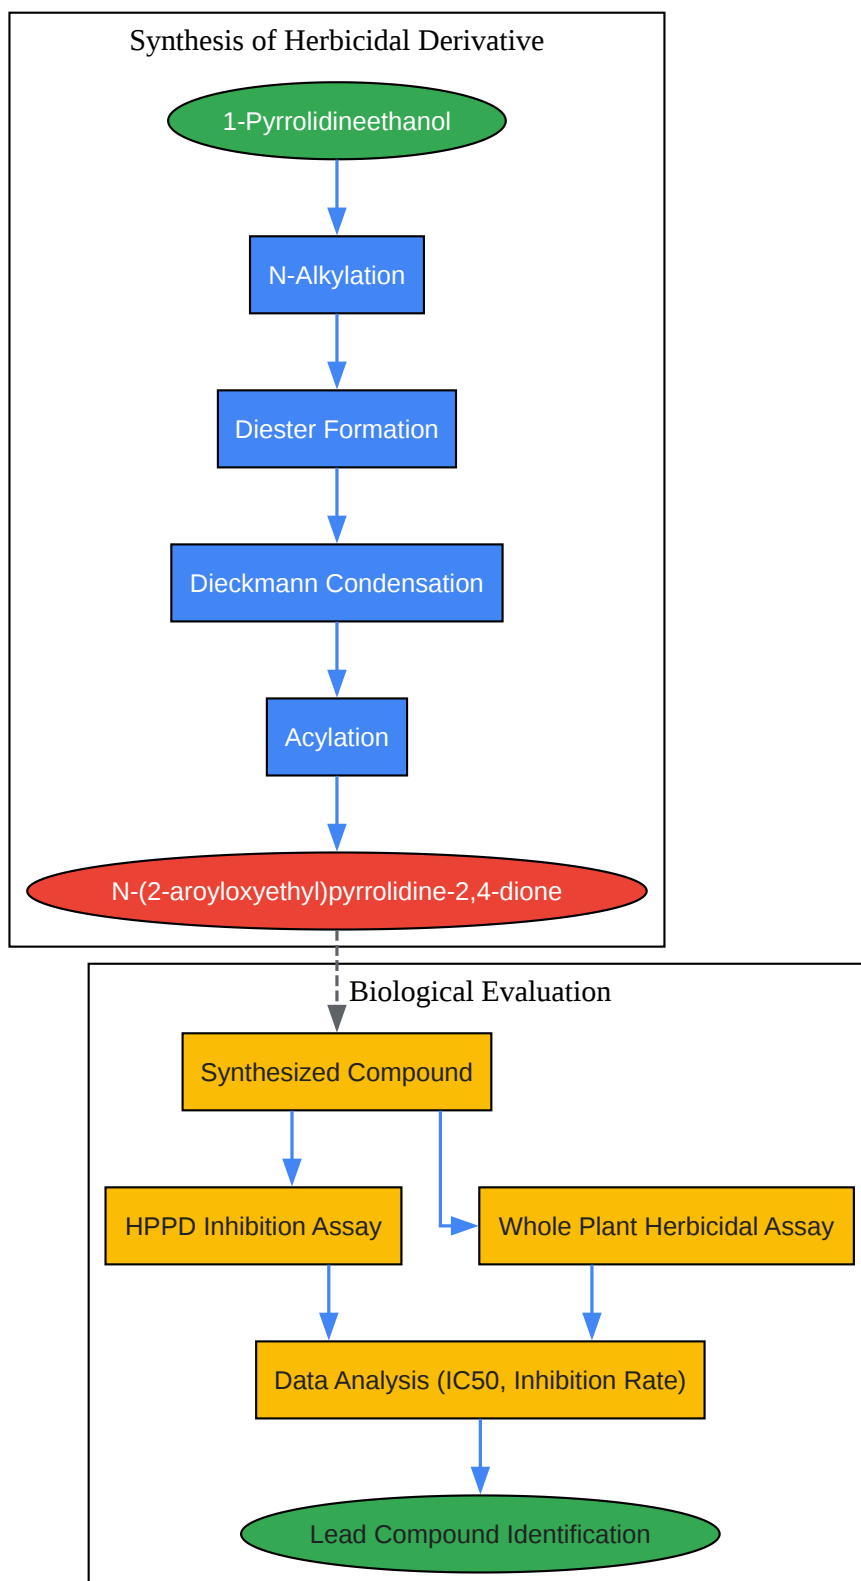 Synthesis of Herbicidal Derivative
1-Pyrrolidineethanol
N-Alkylation
Diester Formation
Dieckmann Condensation
Acylation
N-(2-aroyloxyethyl)pyrrolidine-2,4-dione
Biological Evaluation
Synthesized Compound
HPPD Inhibition Assay
Whole Plant Herbicidal Assay
Data Analysis (IC50, Inhibition Rate)
Lead Compound Identification